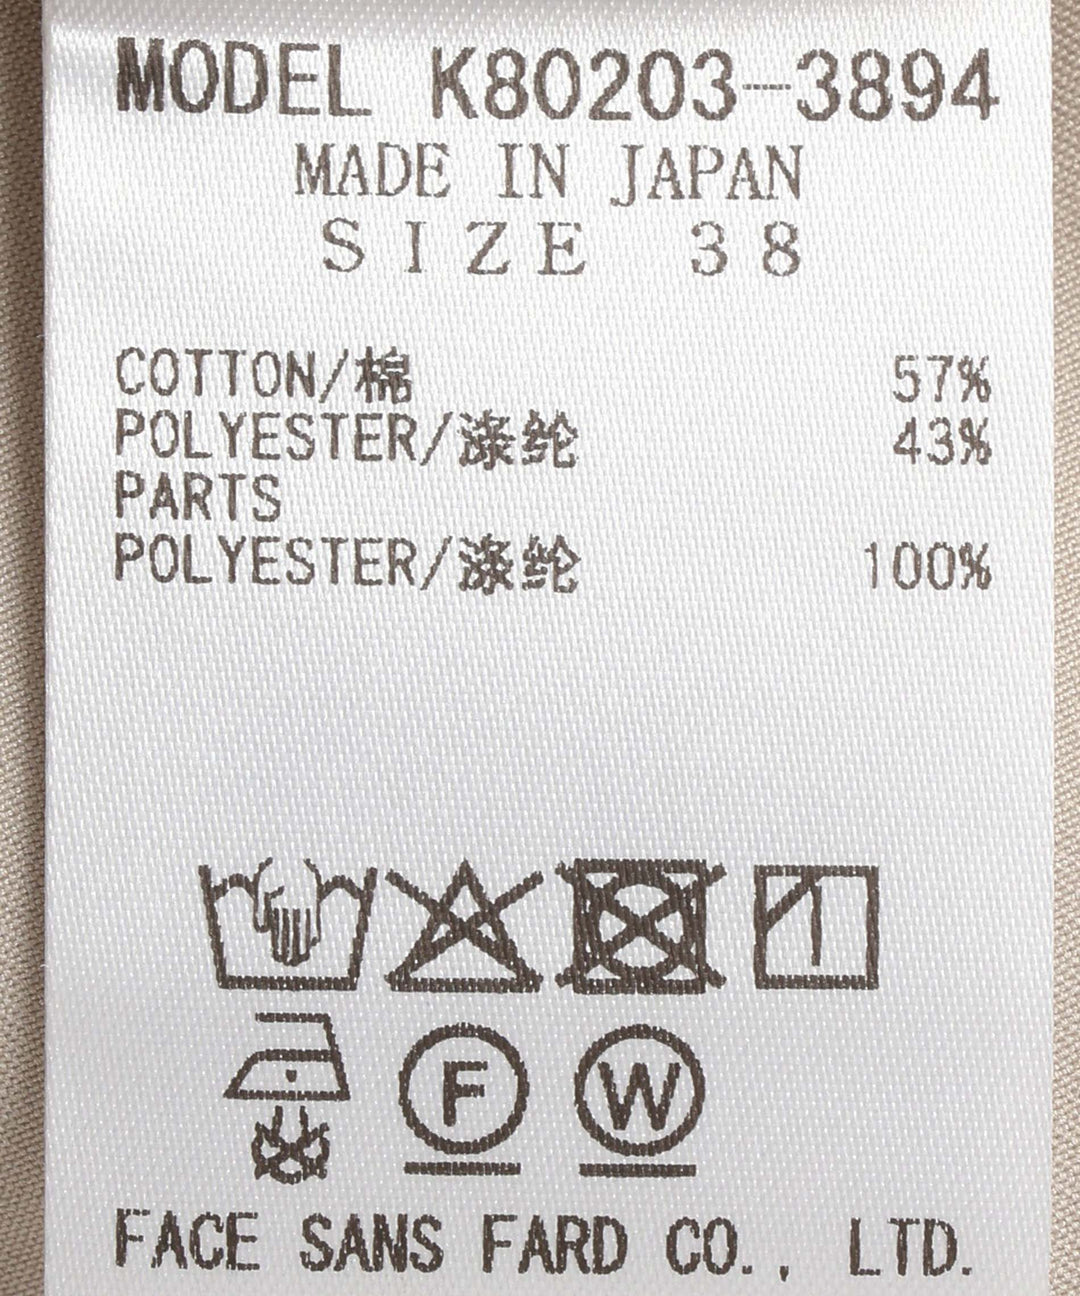 MODEL K80203-3894
MADE IN JAPAN
SIZE 38
COTTON/棉 57%
POLYESTER/涤纶 43%
PARTS
POLYESTER/涤纶 100%
F W
FACE SANS FARD CO., LTD.